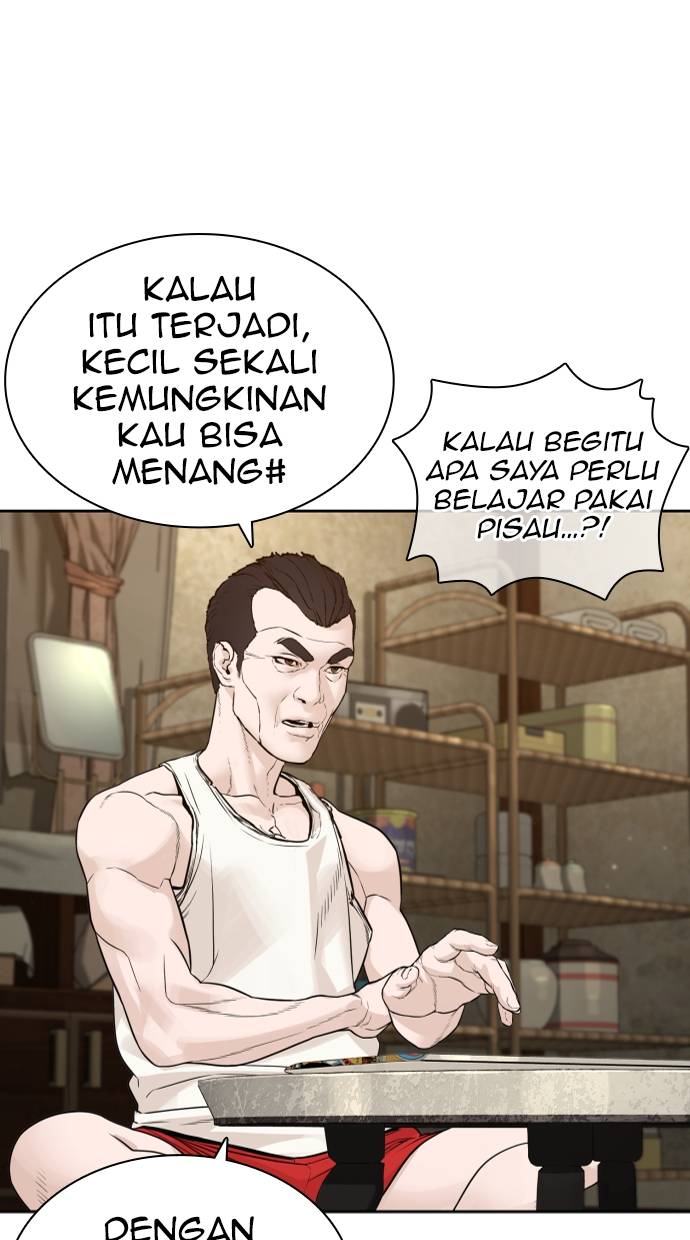 KALAU
ITU TERJADI,
KECIL SEKALI
KEMUNGKINAN
KAU BISA
MENANG#
KALAU BEGITU
APA SAYA PERLU
BELAJAR PAKAI
PISAU...?!
DENGAN